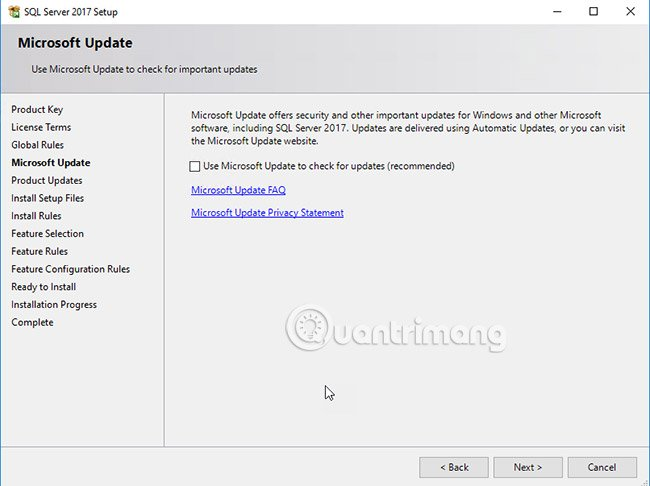 SQL Server 2017 Setup
Microsoft Update
Use Microsoft Update to check for important updates
Product Key
License Terms
Global Rules
Microsoft Update
Product Updates
Install Setup Files
Install Rules
Feature Selection
Feature Rules
Feature Configuration Rules
Ready to Install
Installation Progress
Complete
Microsoft Update offers security and other important updates for Windows and other Microsoft
software, including SQL Server 2017. Updates are delivered using Automatic Updates, or you can visit
the Microsoft Update website.
Use Microsoft Update to check for updates (recommended)
Microsoft Update FAQ
Microsoft Update Privacy Statement
Quantrimang
< Back
Next >
Cancel